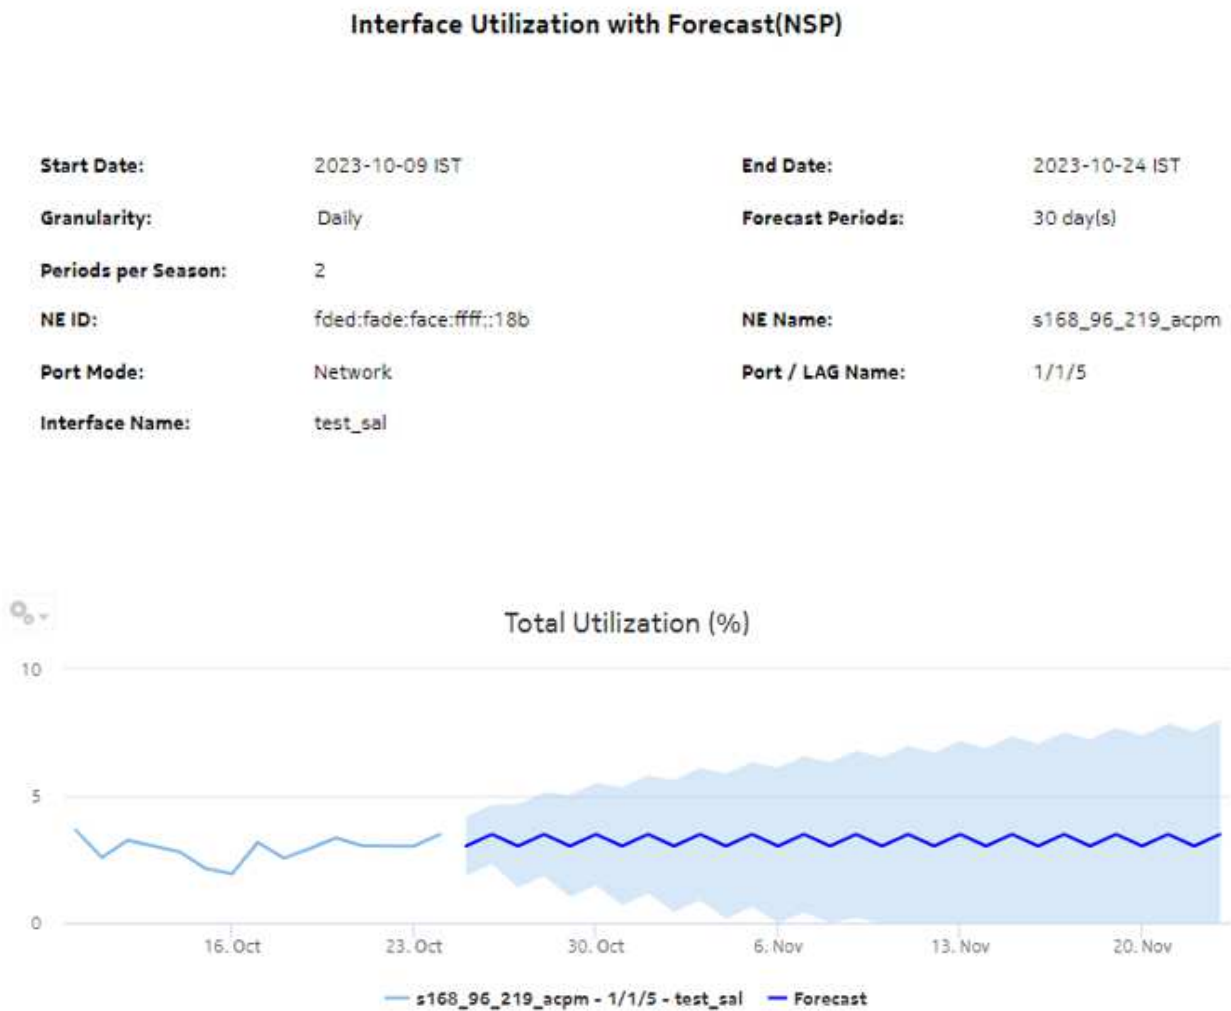 Interface Utilization with Forecast(NSP)
Start Date: 2023-10-09 IST End Date: 2023-10-24 IST
Granularity: Daily Forecast Periods: 30 day(s)
Periods per Season: 2
NE ID: fded:fade:face:ffff::18b NE Name: s168_96_219_acpm
Port Mode: Network Port / LAG Name: 1/1/5
Interface Name: test_sal
Total Utilization (%)
10
5
0
16. Oct 23. Oct 30. Oct 6. Nov 13. Nov 20. Nov
s168_96_219_acpm - 1/1/5 - test_sal Forecast